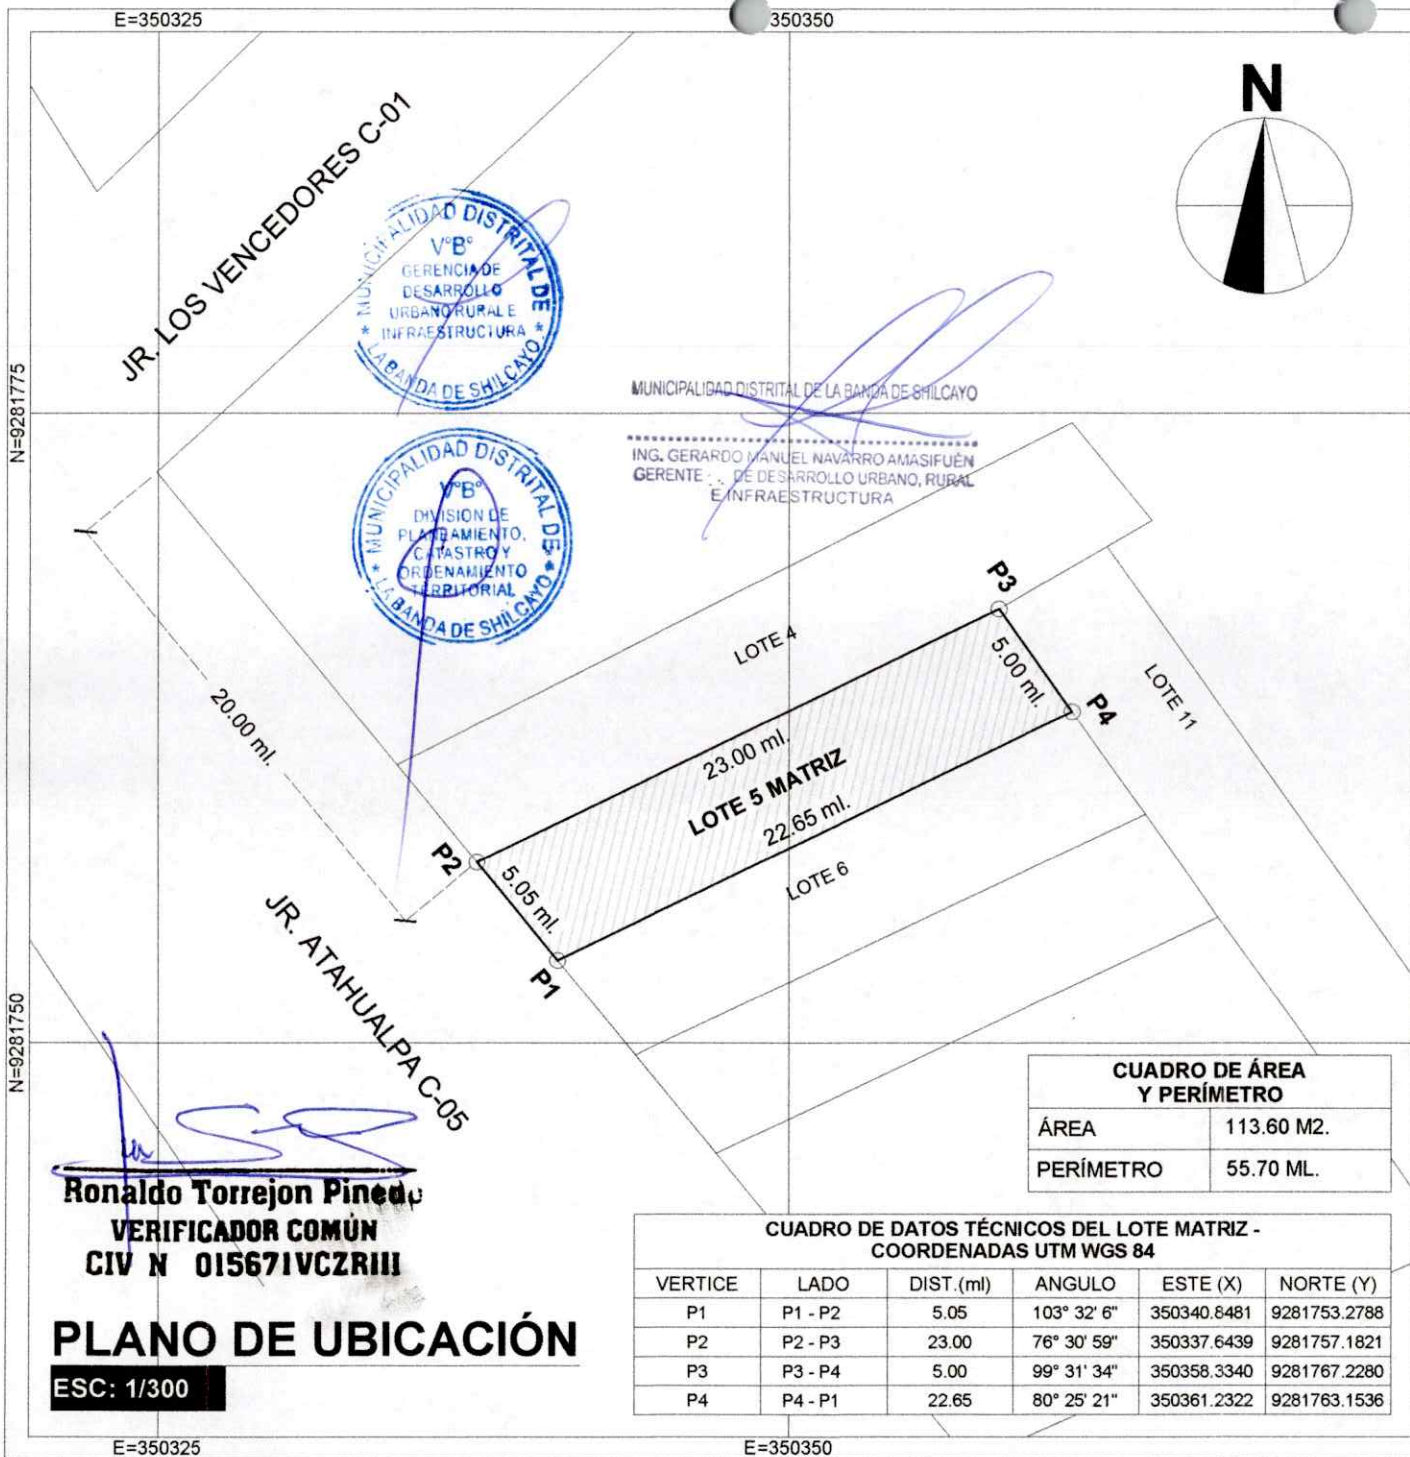 E=350325
350350
N
JR. LOS VENCEDORES C-01
MUNICIPALIDAD DISTRITAL DE
V°B°
GERENCIA DE
DESARROLLO
URBANO RURAL E
INFRAESTRUCTURA
* LA BANDA DE SHILCAYO *
N=9281775
MUNICIPALIDAD DISTRITAL DE LA BANDA DE SHILCAYO
ING. GERARDO MANUEL NAVARRO AMASIFUÉN
GERENTE DE DESARROLLO URBANO, RURAL
E INFRAESTRUCTURA
MUNICIPALIDAD DISTRITAL DE
V°B°
DIVISION DE
PLANEAMIENTO,
CATASTRO Y
ORDENAMIENTO
TERRITORIAL
* LA BANDA DE SHILCAYO *
P3
LOTE 4
5.00 ml.
LOTE 11
P4
20.00 ml.
23.00 ml.
LOTE 5 MATRIZ
22.65 ml.
P2
5.05 ml.
LOTE 6
P1
JR. ATAHUALPA C-05
N=9281750
CUADRO DE ÁREA
Y PERÍMETRO
ÁREA 113.60 M2.
PERÍMETRO 55.70 ML.
Ronaldo Torrejon Pinedo
VERIFICADOR COMÚN
CIV N 015671VCZRIII
CUADRO DE DATOS TÉCNICOS DEL LOTE MATRIZ -
COORDENADAS UTM WGS 84
VERTICE LADO DIST.(ml) ANGULO ESTE (X) NORTE (Y)
P1 P1 - P2 5.05 103° 32' 6" 350340.8481 9281753.2788
P2 P2 - P3 23.00 76° 30' 59" 350337.6439 9281757.1821
P3 P3 - P4 5.00 99° 31' 34" 350358.3340 9281767.2280
P4 P4 - P1 22.65 80° 25' 21" 350361.2322 9281763.1536
PLANO DE UBICACIÓN
ESC: 1/300
E=350325
E=350350